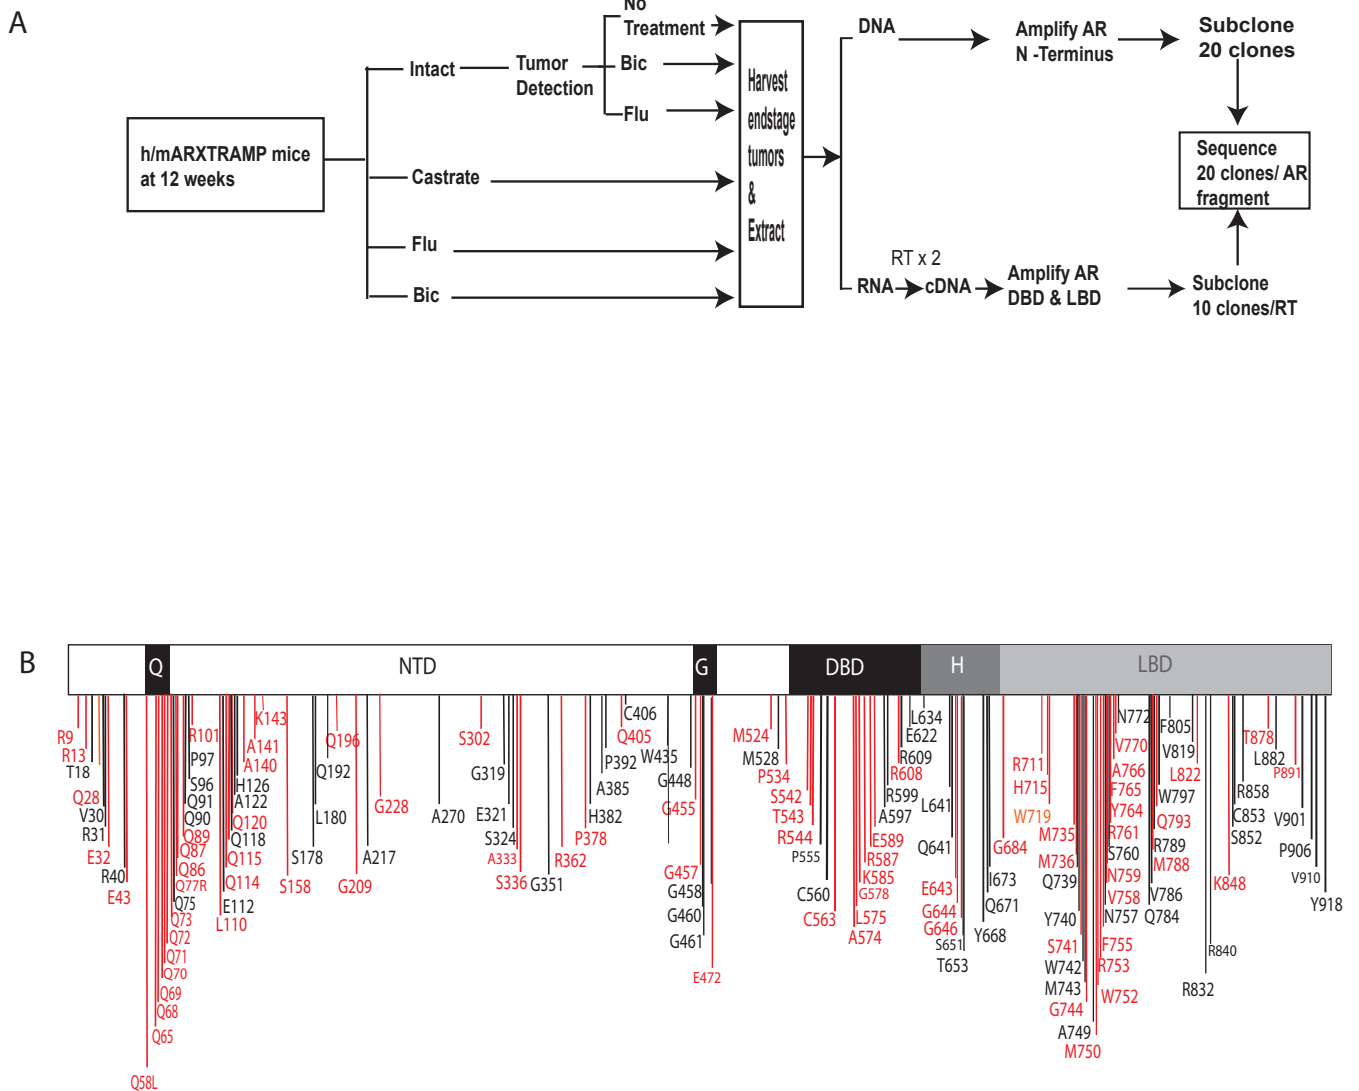 A
No
Treatment
Bic
Flu
Intact
Tumor
Detection
h/mARXTRAMP mice
at 12 weeks
Castrate
Flu
Bic
Harvest
endstage
tumors
&
Extract
DNA
Amplify AR
N -Terminus
Subclone
20 clones
Sequence
20 clones/ AR
fragment
RT x 2
RNA
cDNA
Amplify AR
DBD & LBD
Subclone
10 clones/RT
B
Q
NTD
G
DBD
H
LBD
R9
R13
T18
Q28
V30
R31
E32
R40
E43
Q58L
Q65
Q68
Q69
Q70
Q71
Q72
Q73
Q75
Q77R
Q86
Q87
Q89
Q90
Q91
S96
P97
R101
L110
E112
Q114
Q115
Q118
Q120
A122
H126
A140
A141
K143
S158
S178
L180
Q192
Q196
G209
A217
G228
A270
S302
G319
E321
S324
A333
S336
G351
R362
P378
H382
A385
P392
Q405
C406
W435
G448
G455
G457
G458
G460
G461
E472
M524
M528
P534
S542
T543
R544
P555
C560
C563
A574
L575
G578
K585
R587
E589
A597
R599
R608
R609
E622
L634
L641
Q641
E643
G644
G646
S651
T653
Y668
Q671
I673
G684
R711
H715
W719
M735
M736
Q739
Y740
S741
W742
M743
G744
A749
M750
W752
R753
F755
N757
V758
N759
S760
R761
Y764
F765
A766
V770
N772
Q784
V786
M788
R789
Q793
W797
F805
V819
L822
R832
R840
K848
S852
C853
R858
T878
L882
P891
V901
P906
V910
Y918